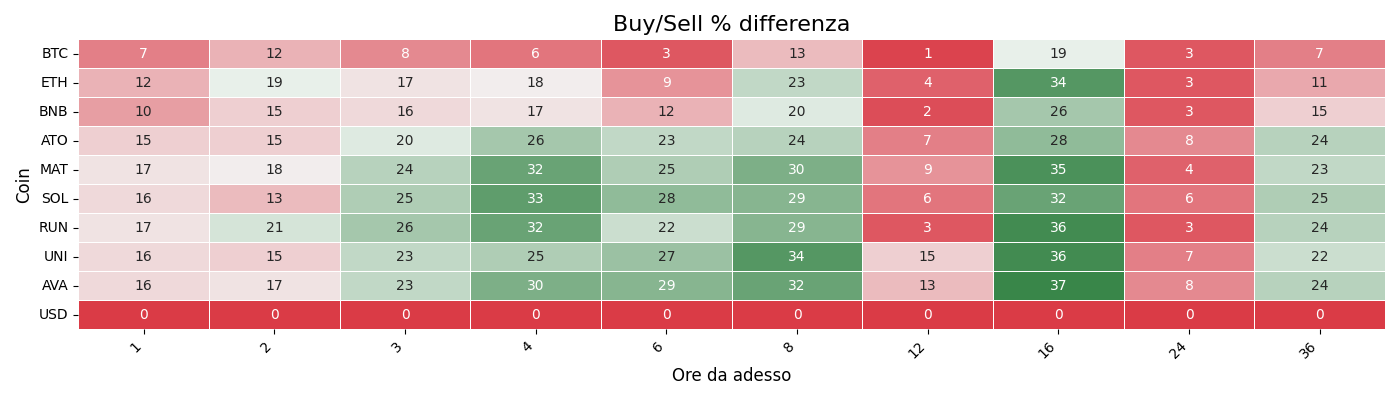 Buy/Sell % differenza
Coin
BTC 7 12 8 6 3 13 1 19 3 7
ETH 12 19 17 18 9 23 4 34 3 11
BNB 10 15 16 17 12 20 2 26 3 15
ATO 15 15 20 26 23 24 7 28 8 24
MAT 17 18 24 32 25 30 9 35 4 23
SOL 16 13 25 33 28 29 6 32 6 25
RUN 17 21 26 32 22 29 3 36 3 24
UNI 16 15 23 25 27 34 15 36 7 22
AVA 16 17 23 30 29 32 13 37 8 24
USD 0 0 0 0 0 0 0 0 0 0
1 2 3 4 6 8 12 16 24 36
Ore da adesso